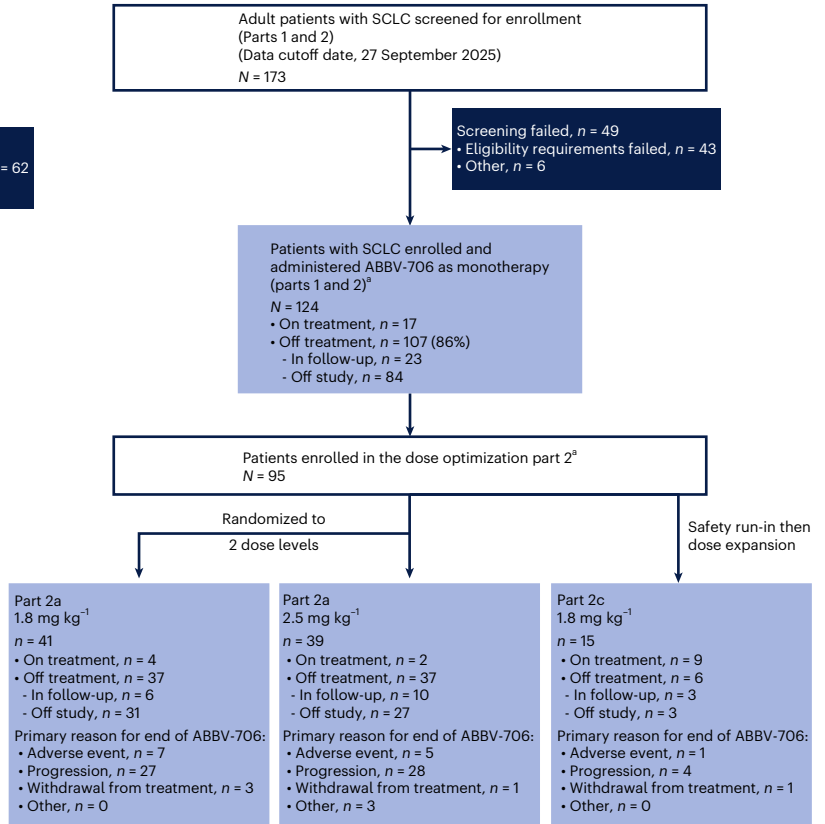 Adult patients with SCLC screened for enrollment
(Parts 1 and 2)
(Data cutoff date, 27 September 2025)
N = 173
= 62
Screening failed, n = 49
• Eligibility requirements failed, n = 43
• Other, n = 6
Patients with SCLC enrolled and
administered ABBV-706 as monotherapy
(parts 1 and 2)ᵃ
N = 124
• On treatment, n = 17
• Off treatment, n = 107 (86%)
- In follow-up, n = 23
- Off study, n = 84
Patients enrolled in the dose optimization part 2ᵃ
N = 95
Randomized to
2 dose levels
Safety run-in then
dose expansion
Part 2a
1.8 mg kg⁻¹
n = 41
• On treatment, n = 4
• Off treatment, n = 37
- In follow-up, n = 6
- Off study, n = 31
Primary reason for end of ABBV-706:
• Adverse event, n = 7
• Progression, n = 27
• Withdrawal from treatment, n = 3
• Other, n = 0
Part 2a
2.5 mg kg⁻¹
n = 39
• On treatment, n = 2
• Off treatment, n = 37
- In follow-up, n = 10
- Off study, n = 27
Primary reason for end of ABBV-706:
• Adverse event, n = 5
• Progression, n = 28
• Withdrawal from treatment, n = 1
• Other, n = 3
Part 2c
1.8 mg kg⁻¹
n = 15
• On treatment, n = 9
• Off treatment, n = 6
- In follow-up, n = 3
- Off study, n = 3
Primary reason for end of ABBV-706:
• Adverse event, n = 1
• Progression, n = 4
• Withdrawal from treatment, n = 1
• Other, n = 0